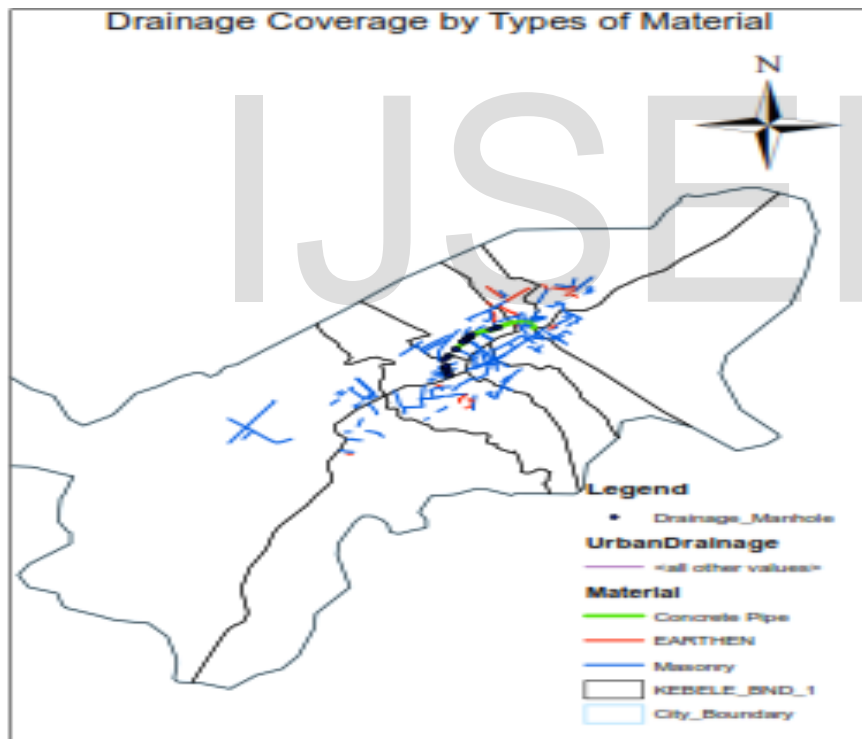 Drainage Coverage by Types of Material
N
IJSEI
Legend
Drainage_Manhole
UrbanDrainage
<all other values>
Material
Concrete Pipe
EARTHEN
Masonry
KEBELE_BND_1
City_Boundary